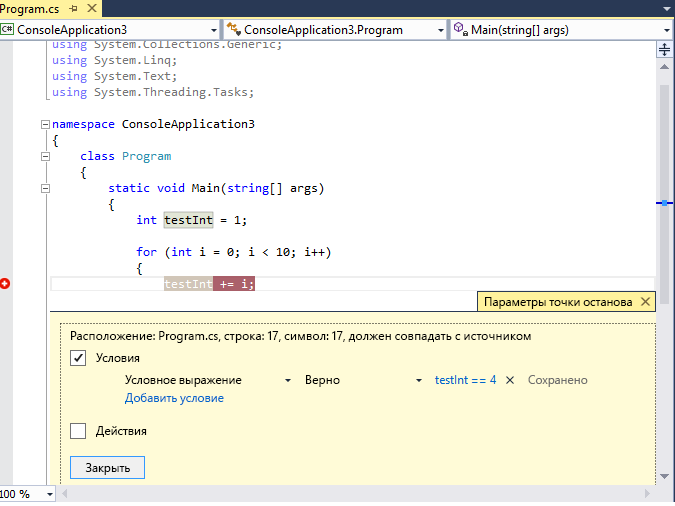 Program.cs
C# ConsoleApplication3 ConsoleApplication3.Program Main(string[] args)
using System.Collections.Generic;
using System.Linq;
using System.Text;
using System.Threading.Tasks;
namespace ConsoleApplication3
{
class Program
{
static void Main(string[] args)
{
int testInt = 1;
for (int i = 0; i < 10; i++)
{
testInt += i;
Параметры точки останова
Расположение: Program.cs, строка: 17, символ: 17, должен совпадать с источником
Условия
Условное выражение Верно testInt == 4 Сохранено
Добавить условие
Действия
Закрыть
100 %